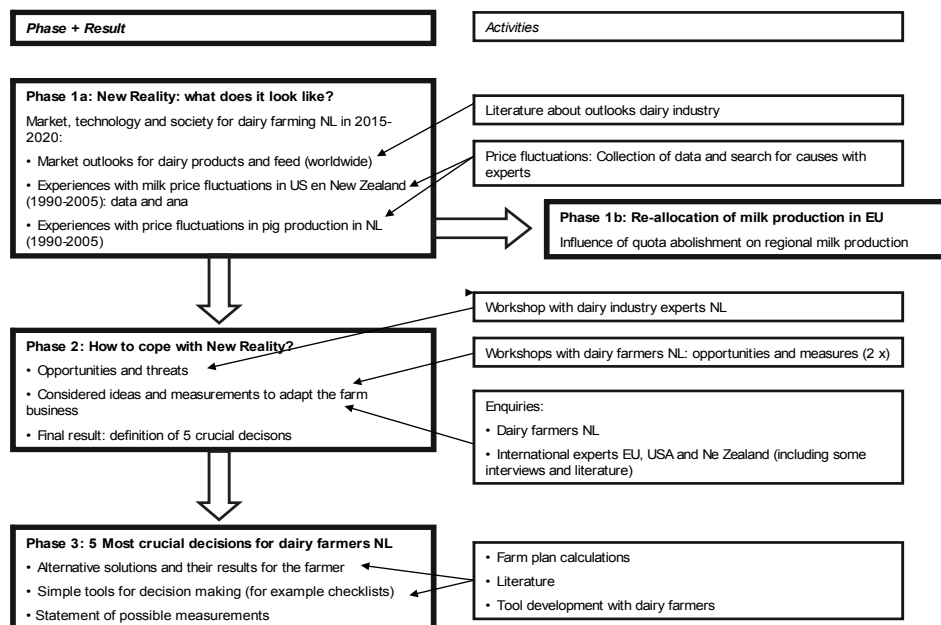 Phase + Result
Activities
Phase 1a: New Reality: what does it look like?
Market, technology and society for dairy farming NL in 2015-
2020:
• Market outlooks for dairy products and feed (worldwide)
• Experiences with milk price fluctuations in US en New Zealand
(1990-2005): data and ana
• Experiences with price fluctuations in pig production in NL
(1990-2005)
Literature about outlooks dairy industry
Price fluctuations: Collection of data and search for causes with
experts
Phase 1b: Re-allocation of milk production in EU
Influence of quota abolishment on regional milk production
Workshop with dairy industry experts NL
Phase 2: How to cope with New Reality?
• Opportunities and threats
• Considered ideas and measurements to adapt the farm
business
• Final result: definition of 5 crucial decisons
Workshops with dairy farmers NL: opportunities and measures (2 x)
Enquiries:
• Dairy farmers NL
• International experts EU, USA and Ne Zealand (including some
interviews and literature)
Phase 3: 5 Most crucial decisions for dairy farmers NL
• Alternative solutions and their results for the farmer
• Simple tools for decision making (for example checklists)
• Statement of possible measurements
• Farm plan calculations
• Literature
• Tool development with dairy farmers